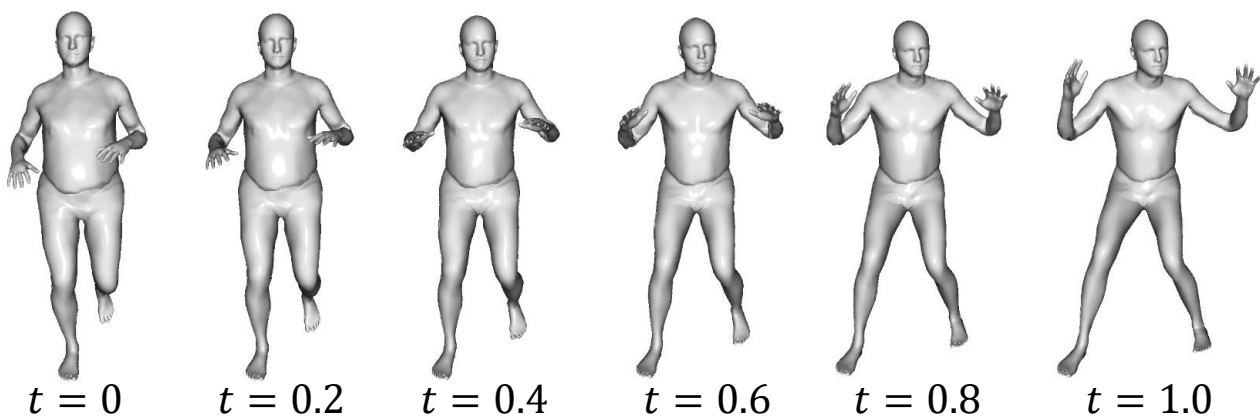 t = 0 t = 0.2 t = 0.4 t = 0.6 t = 0.8 t = 1.0